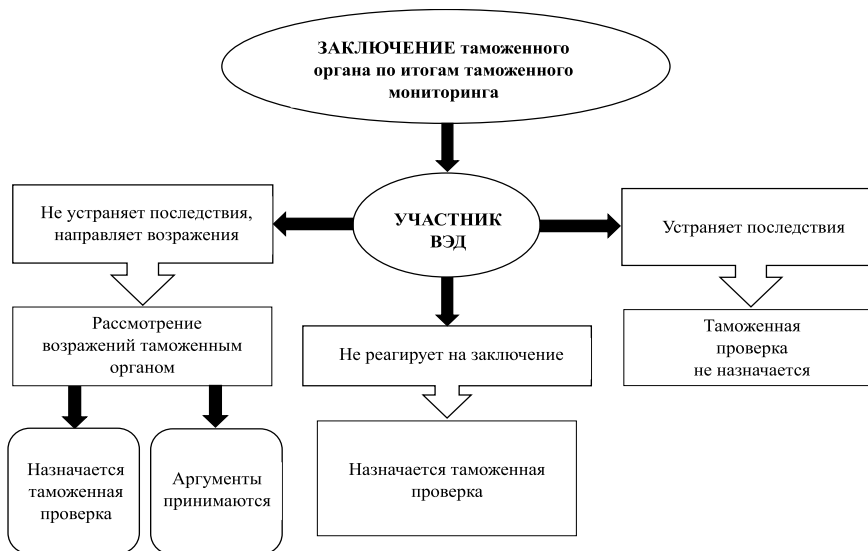 ЗАКЛЮЧЕНИЕ таможенного
органа по итогам таможенного
мониторинга
Не устраняет последствия,
направляет возражения
УЧАСТНИК
ВЭД
Устраняет последствия
Рассмотрение
возражений таможенным
органом
Не реагирует на заключение
Таможенная
проверка
не назначается
Назначается
таможенная
проверка
Аргументы
принимаются
Назначается таможенная
проверка